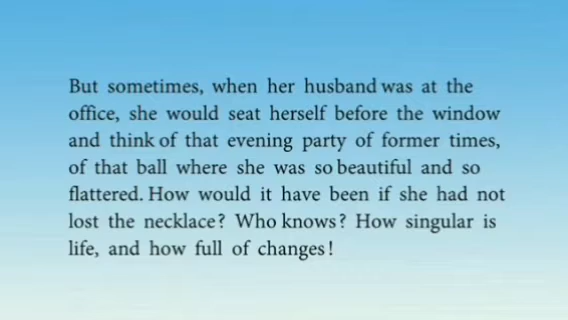 But sometimes, when her husband was at the
office, she would seat herself before the window
and think of that evening party of former times,
of that ball where she was so beautiful and so
flattered. How would it have been if she had not
lost the necklace? Who knows? How singular is
life, and how full of changes!